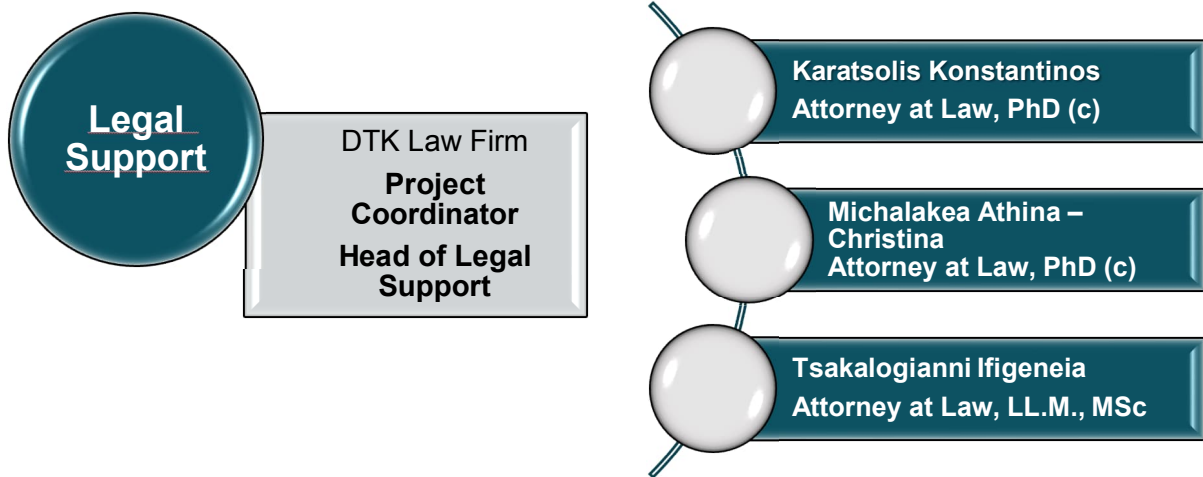 Legal
Support
DTK Law Firm
Project
Coordinator
Head of Legal
Support
Karatsolis Konstantinos
Attorney at Law, PhD (c)
Michalakea Athina –
Christina
Attorney at Law, PhD (c)
Tsakalogianni Ifigeneia
Attorney at Law, LL.M., MSc